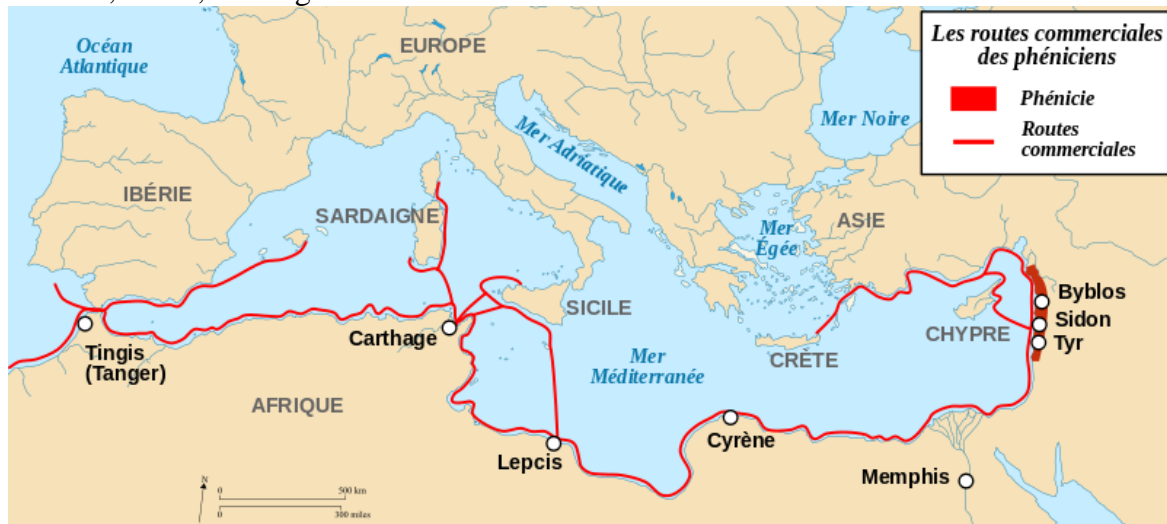 Les routes commerciales
des phéniciens
Phénicie
Routes
commerciales
Océan
Atlantique
EUROPE
Mer Noire
Mer Adriatique
IBÉRIE
SARDAIGNE
ASIE
Mer
Égée
Byblos
Sidon
Tyr
SICILE
CHYPRE
Carthage
Tingis
(Tanger)
Mer
Méditerranée
CRÈTE
AFRIQUE
Cyrène
Lepcis
Memphis
N
0 500 km
0 300 milas